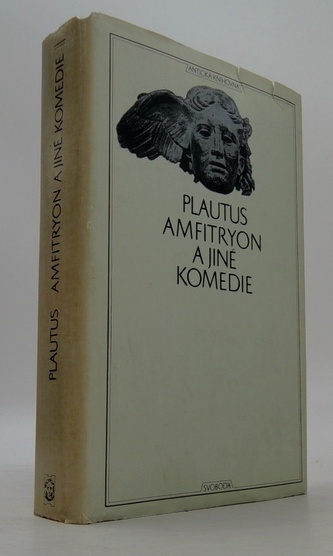 ANTICKÁ KNIHOVNA
PLAUTUS
AMFITRYON
A JINÉ
KOMEDIE
SVOBODA
PLAUTUS AMFITRYON A JINÉ KOMEDIE